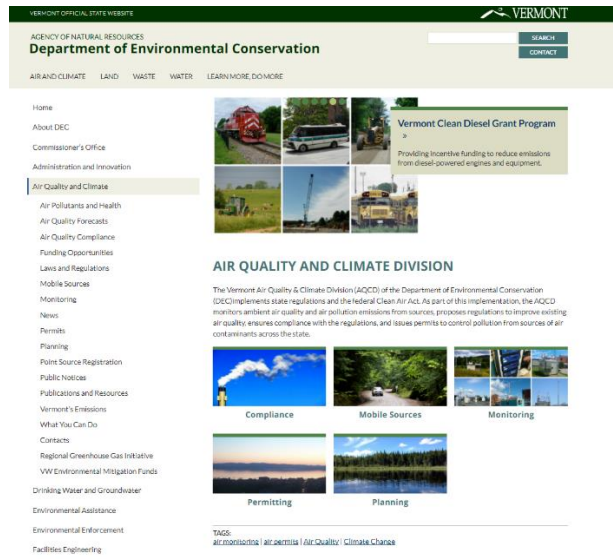 VERMONT OFFICIAL STATE WEBSITE
VERMONT
AGENCY OF NATURAL RESOURCES
Department of Environmental Conservation
SEARCH
CONTACT
AIR AND CLIMATE LAND WASTE WATER LEARN MORE, DO MORE
Home
About DEC
Commissioner's Office
Administration and Innovation
Air Quality and Climate
Air Pollutants and Health
Air Quality Forecasts
Air Quality Compliance
Funding Opportunities
Laws and Regulations
Mobile Sources
Monitoring
News
Permits
Planning
Point Source Registration
Public Notices
Publications and Resources
Vermont's Emissions
What You Can Do
Contacts
Regional Greenhouse Gas Initiative
VW Environmental Mitigation Funds
Drinking Water and Groundwater
Environmental Assistance
Environmental Enforcement
Facilities Engineering
Vermont Clean Diesel Grant Program
»
Providing incentive funding to reduce emissions
from diesel-powered engines and equipment.
AIR QUALITY AND CLIMATE DIVISION
The Vermont Air Quality & Climate Division (AQCD) of the Department of Environmental Conservation
(DEC) implements state regulations and the federal Clean Air Act. As part of this implementation, the AQCD
monitors ambient air quality and air pollution emissions from sources, proposes regulations to improve existing
air quality, ensures compliance with the regulations, and issues permits to control pollution from sources of air
contaminants across the state.
Compliance Mobile Sources Monitoring
Permitting Planning
TAGS:
air monitoring | air permits | Air Quality | Climate Change